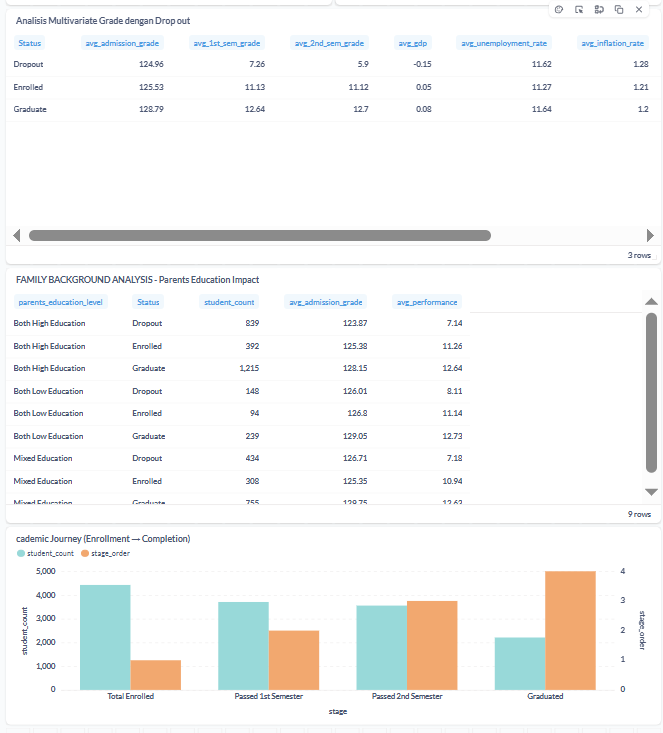 Analisis Multivariate Grade dengan Drop out
Status avg_admission_grade avg_1st_sem_grade avg_2nd_sem_grade avg_gdp avg_unemployment_rate avg_inflation_rate
Dropout 124.96 7.26 5.9 -0.15 11.62 1.28
Enrolled 125.53 11.13 11.12 0.05 11.27 1.21
Graduate 128.79 12.64 12.7 0.08 11.64 1.2
3 rows
FAMILY BACKGROUND ANALYSIS - Parents Education Impact
parents_education_level Status student_count avg_admission_grade avg_performance
Both High Education Dropout 839 123.87 7.14
Both High Education Enrolled 392 125.38 11.26
Both High Education Graduate 1,215 128.15 12.64
Both Low Education Dropout 148 126.01 8.11
Both Low Education Enrolled 94 126.8 11.14
Both Low Education Graduate 239 129.05 12.73
Mixed Education Dropout 434 126.71 7.18
Mixed Education Enrolled 308 125.35 10.94
Mixed Education Graduate 755 129.75 12.63
9 rows
cademic Journey (Enrollment → Completion)
student_count stage_order
5,000
4,000
3,000
2,000
1,000
0
student_count
4
3
2
1
0
stage_order
Total Enrolled Passed 1st Semester Passed 2nd Semester Graduated
stage